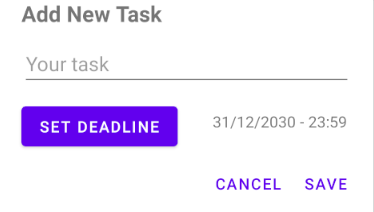 Add New Task
Your task
SET DEADLINE
31/12/2030 - 23:59
CANCEL SAVE